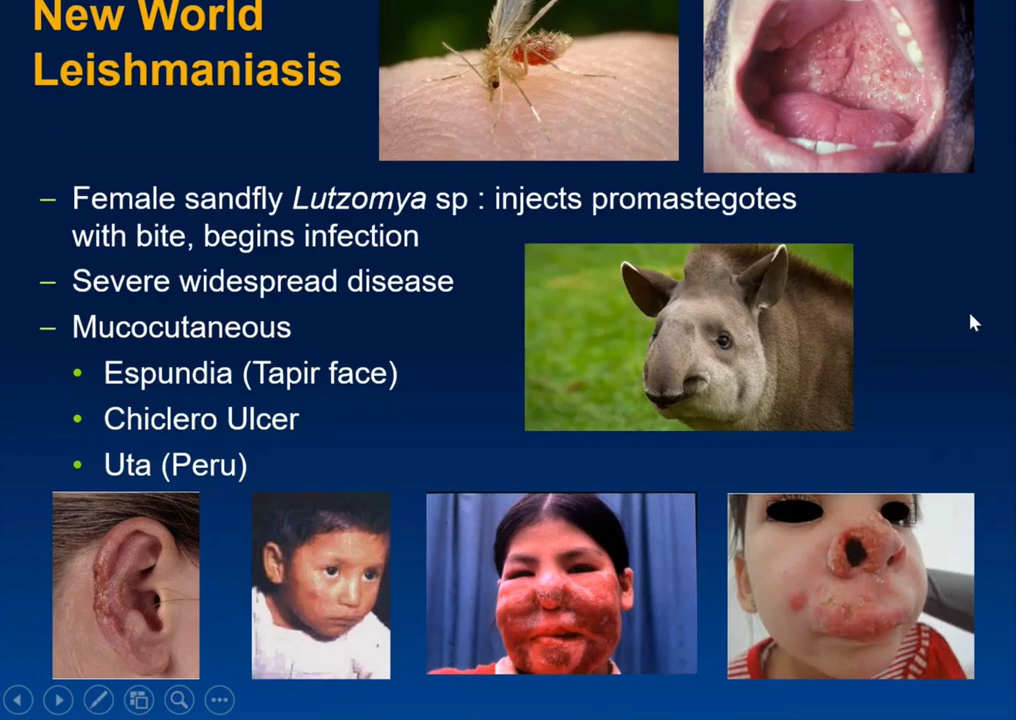 New World
Leishmaniasis
– Female sandfly Lutzomya sp : injects promastegotes
with bite, begins infection
– Severe widespread disease
– Mucocutaneous
• Espundia (Tapir face)
• Chiclero Ulcer
• Uta (Peru)